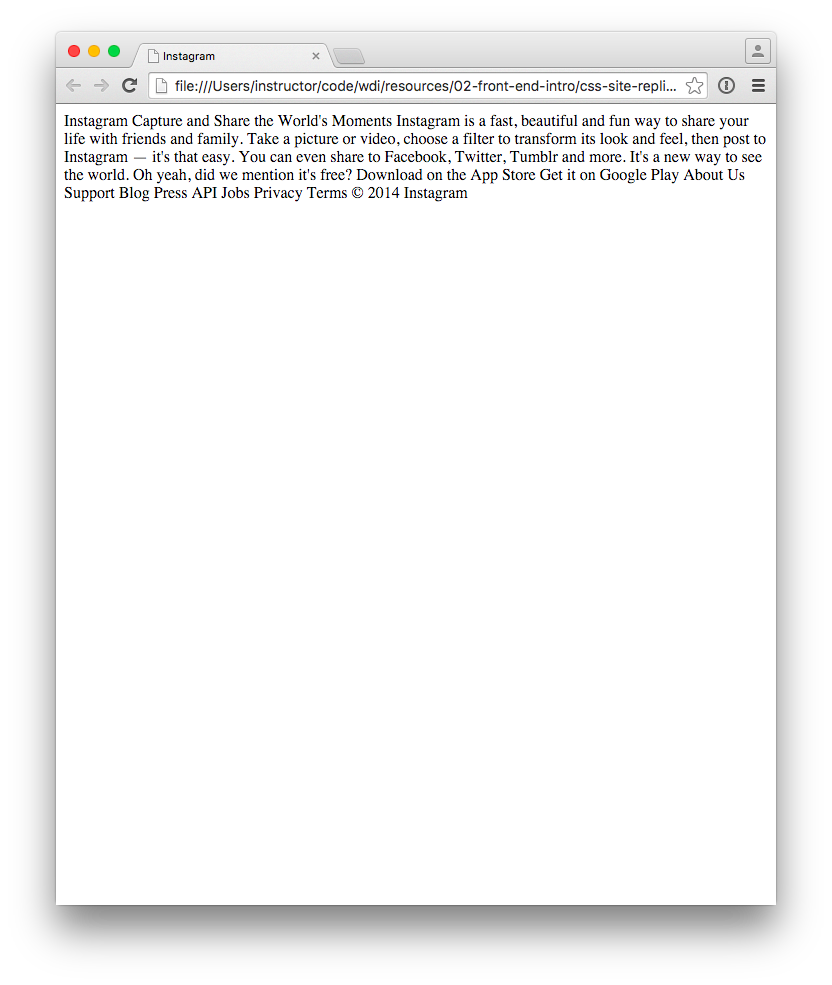 Instagram
file:///Users/instructor/code/wdi/resources/02-front-end-intro/css-site-repli...
Instagram Capture and Share the World's Moments Instagram is a fast, beautiful and fun way to share your
life with friends and family. Take a picture or video, choose a filter to transform its look and feel, then post to
Instagram — it's that easy. You can even share to Facebook, Twitter, Tumblr and more. It's a new way to see
the world. Oh yeah, did we mention it's free? Download on the App Store Get it on Google Play About Us
Support Blog Press API Jobs Privacy Terms © 2014 Instagram